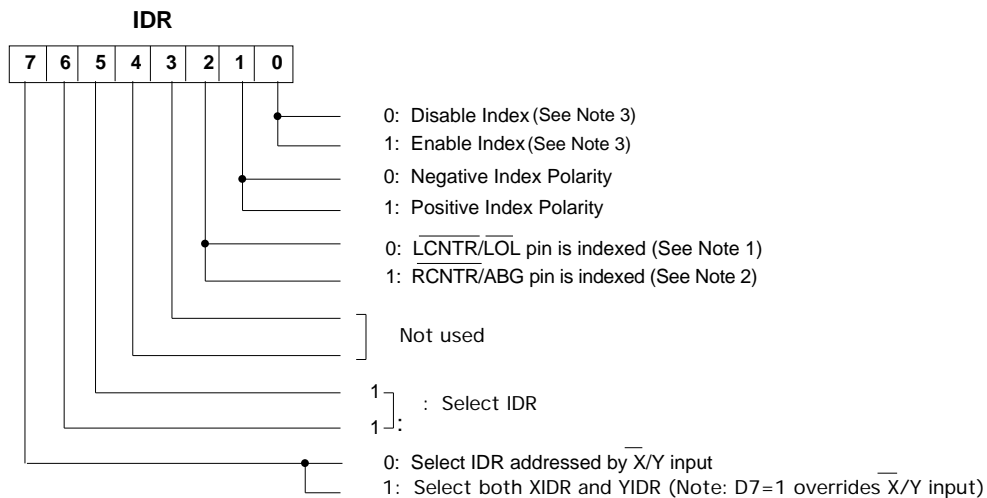 IDR
7 6 5 4 3 2 1 0
0: Disable Index (See Note 3)
1: Enable Index (See Note 3)
0: Negative Index Polarity
1: Positive Index Polarity
0: L̅C̅N̅T̅R̅/L̅O̅L̅ pin is indexed (See Note 1)
1: R̅C̅N̅T̅R̅/ABG pin is indexed (See Note 2)
Not used
1
: Select IDR
1 :
0: Select IDR addressed by X̅/Y input
1: Select both XIDR and YIDR (Note: D7=1 overrides X̅/Y input)